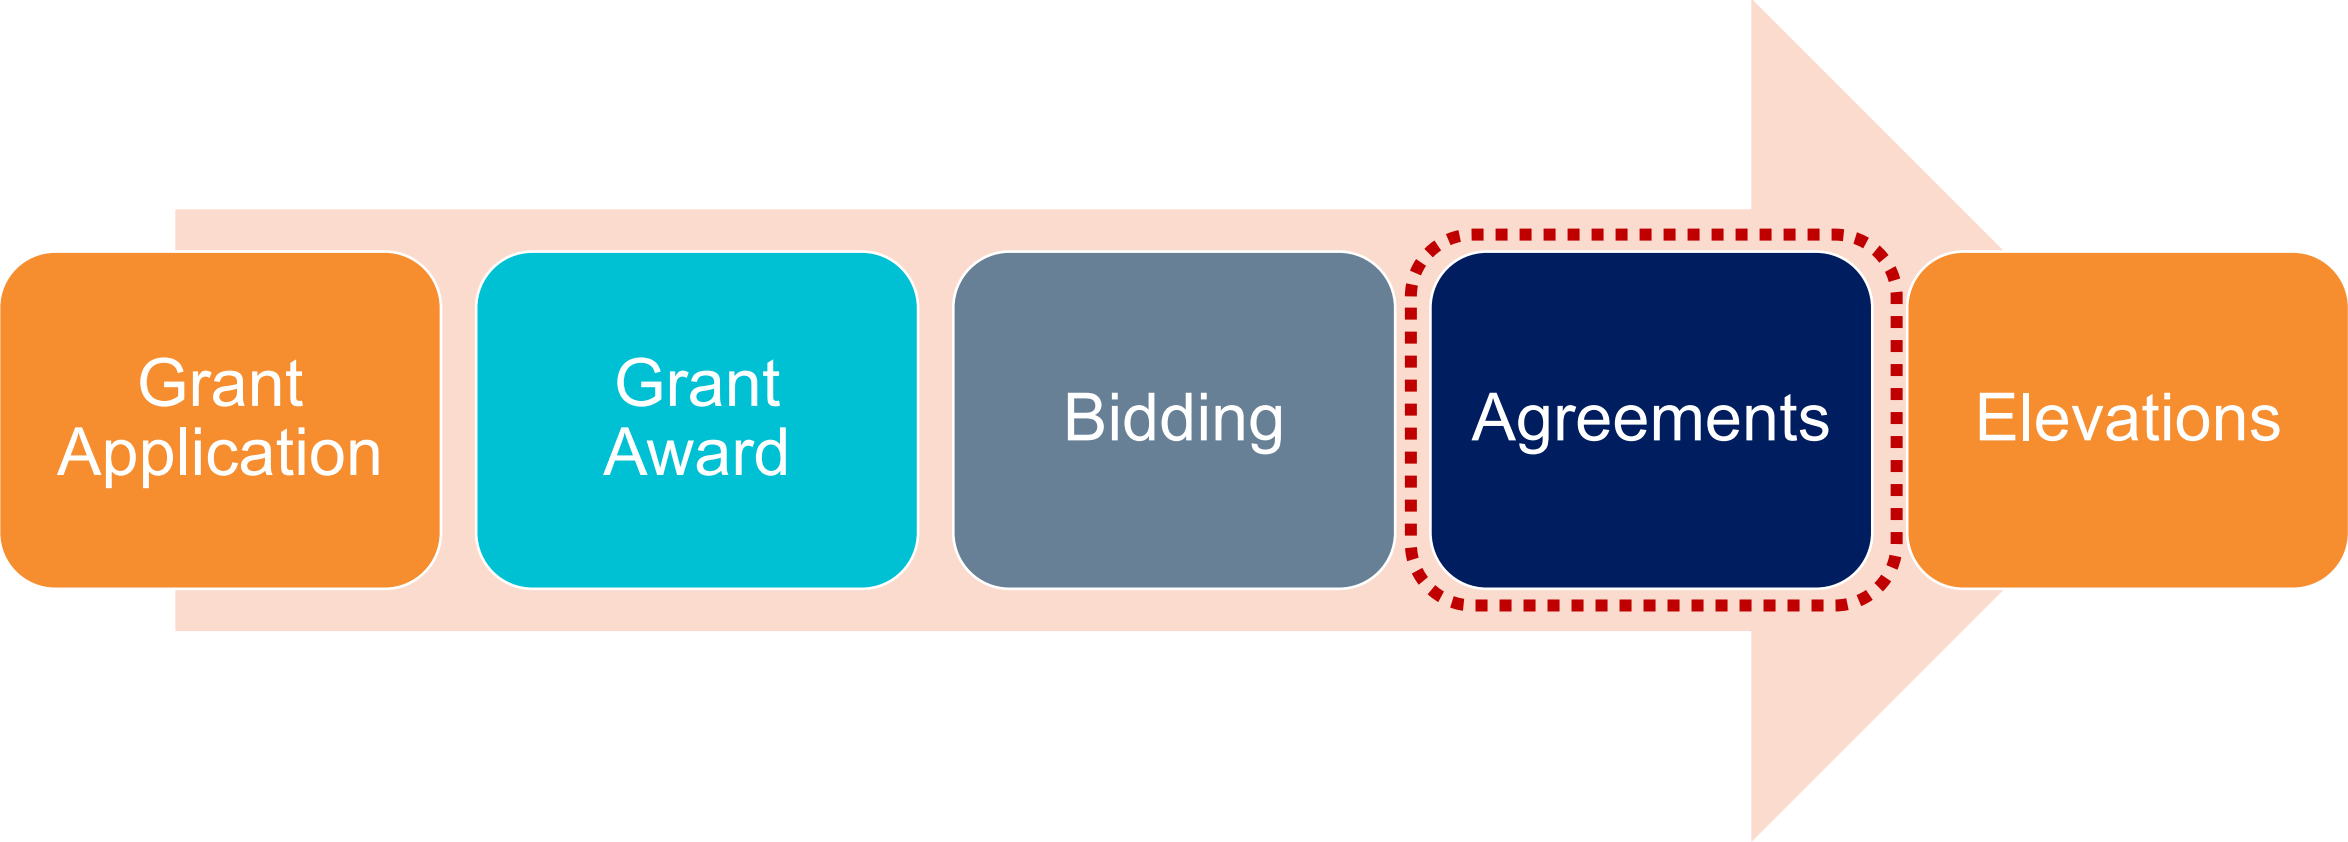 Grant
Application
Grant
Award
Bidding
Agreements
Elevations